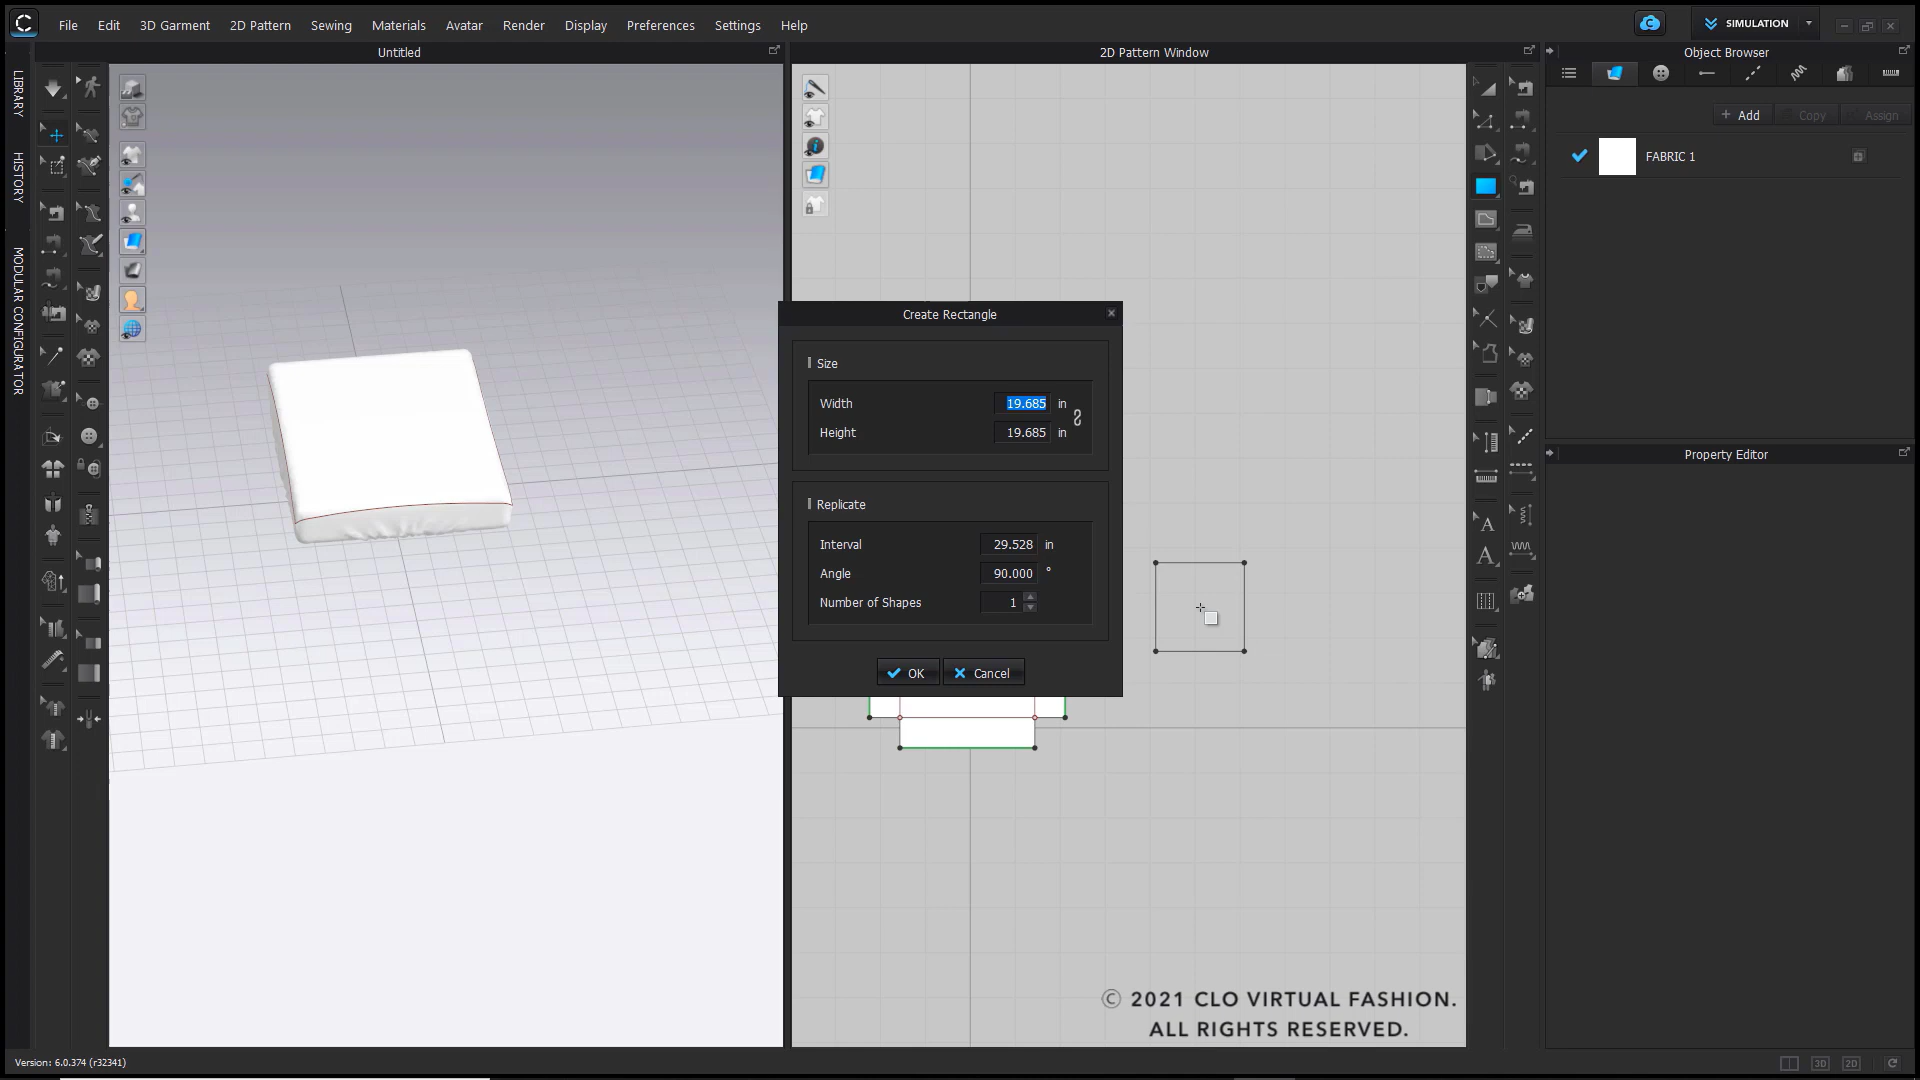 File Edit 3D Garment 2D Pattern Sewing Materials Avatar Render Display Preferences Settings Help
SIMULATION
Untitled
2D Pattern Window
Object Browser
LIBRARY
HISTORY
MODULAR CONFIGURATOR
Add Copy Assign
FABRIC 1
Create Rectangle
Size
Width 19.685 in
Height 19.685 in
Replicate
Interval 29.528 in
Angle 90.000 °
Number of Shapes 1
OK Cancel
Property Editor
© 2021 CLO VIRTUAL FASHION.
ALL RIGHTS RESERVED.
Version: 6.0.374 (r32341)
3D 2D